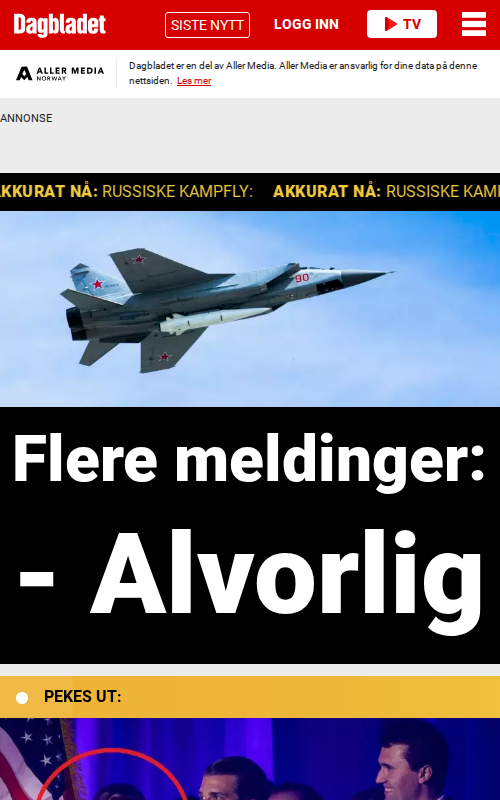 Dagbladet
SISTE NYTT
LOGG INN
TV
ALLER MEDIA
NORWAY
Dagbladet er en del av Aller Media. Aller Media er ansvarlig for dine data på denne
nettsiden. Les mer
ANNONSE
AKKURAT NÅ: RUSSISKE KAMPFLY: AKKURAT NÅ: RUSSISKE KAMP
90
Flere meldinger:
- Alvorlig
PEKES UT: